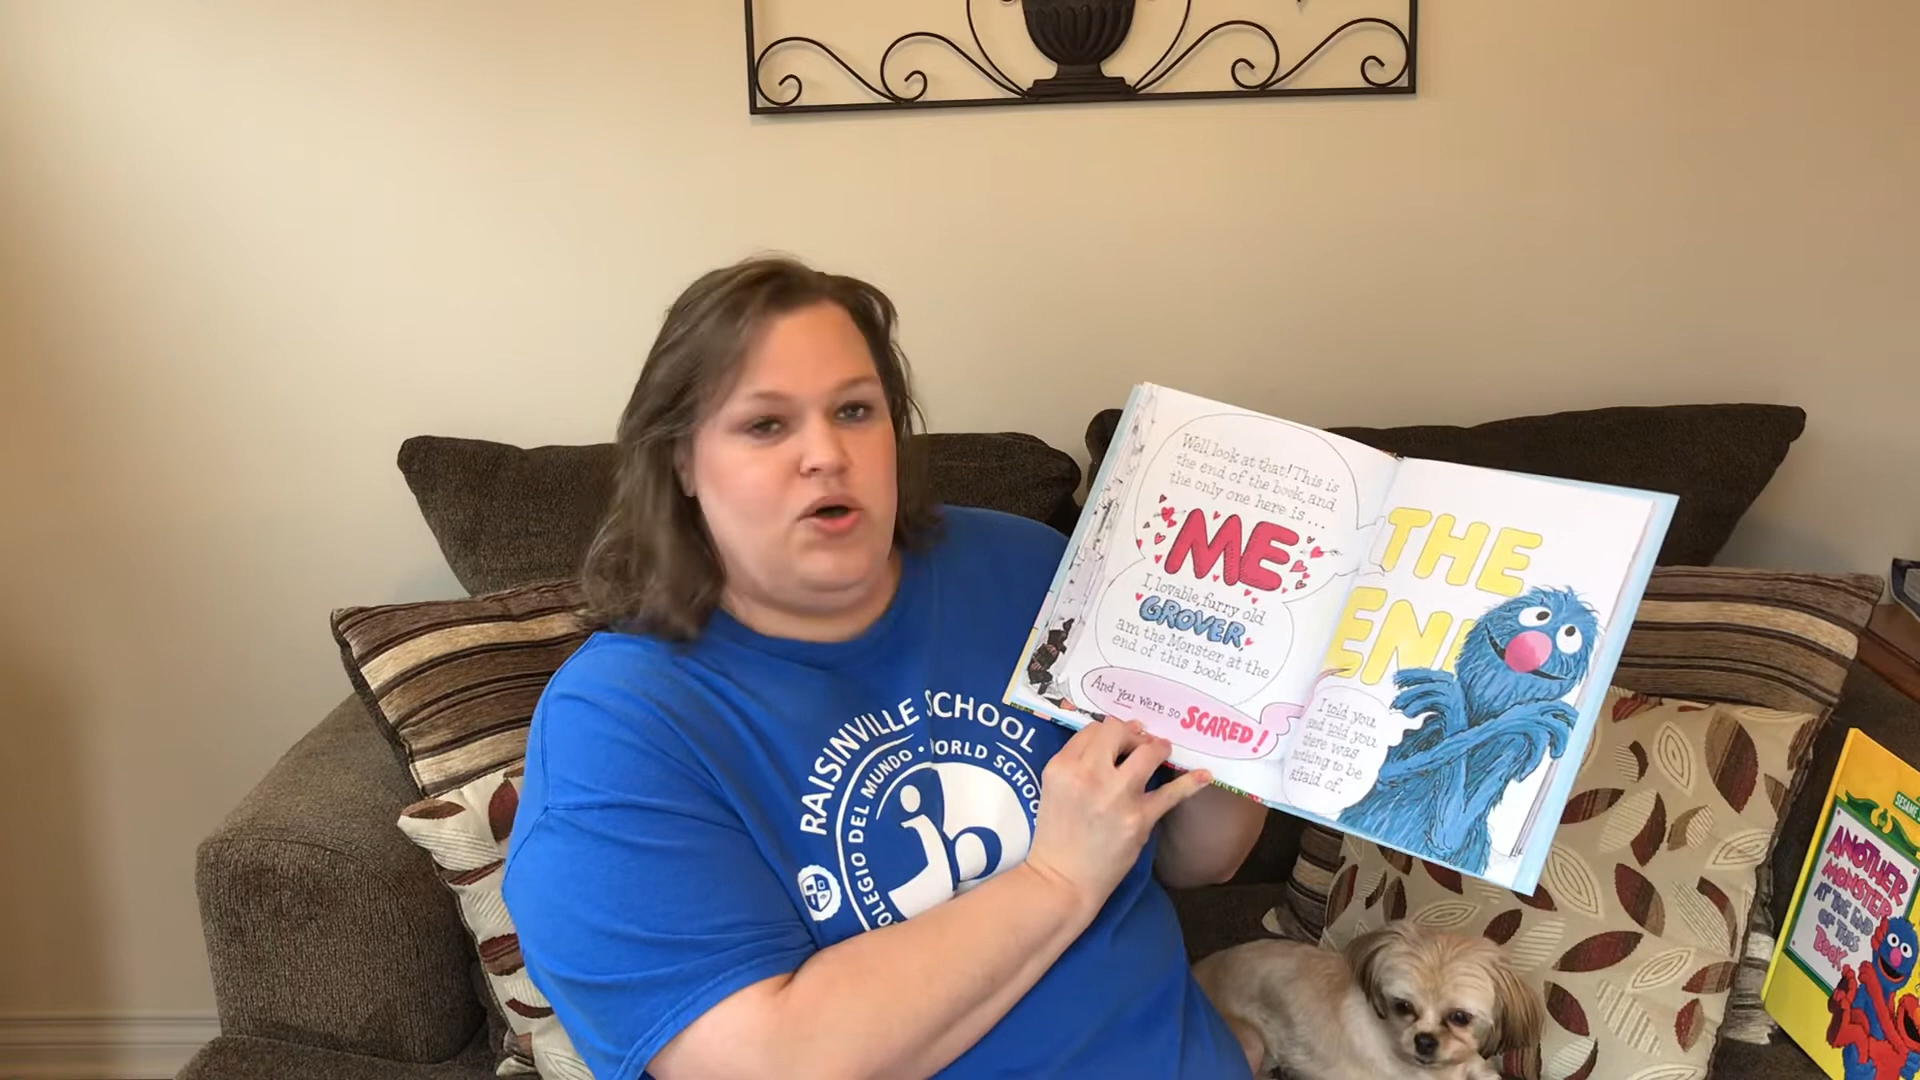 Well, look at that! This is
the end of the book, and
the only one here is...
ME
I, lovable, furry old
GROVER,
am the Monster at the
end of this book.
And you were so SCARED!
THE
END
I told you
and told you
there was
nothing to be
afraid of.
RAISINVILLE SCHOOL
COLEGIO DEL MUNDO • WORLD SCHOOL
SESAME
ANOTHER
MONSTER
AT THE END
OF THIS
BOOK